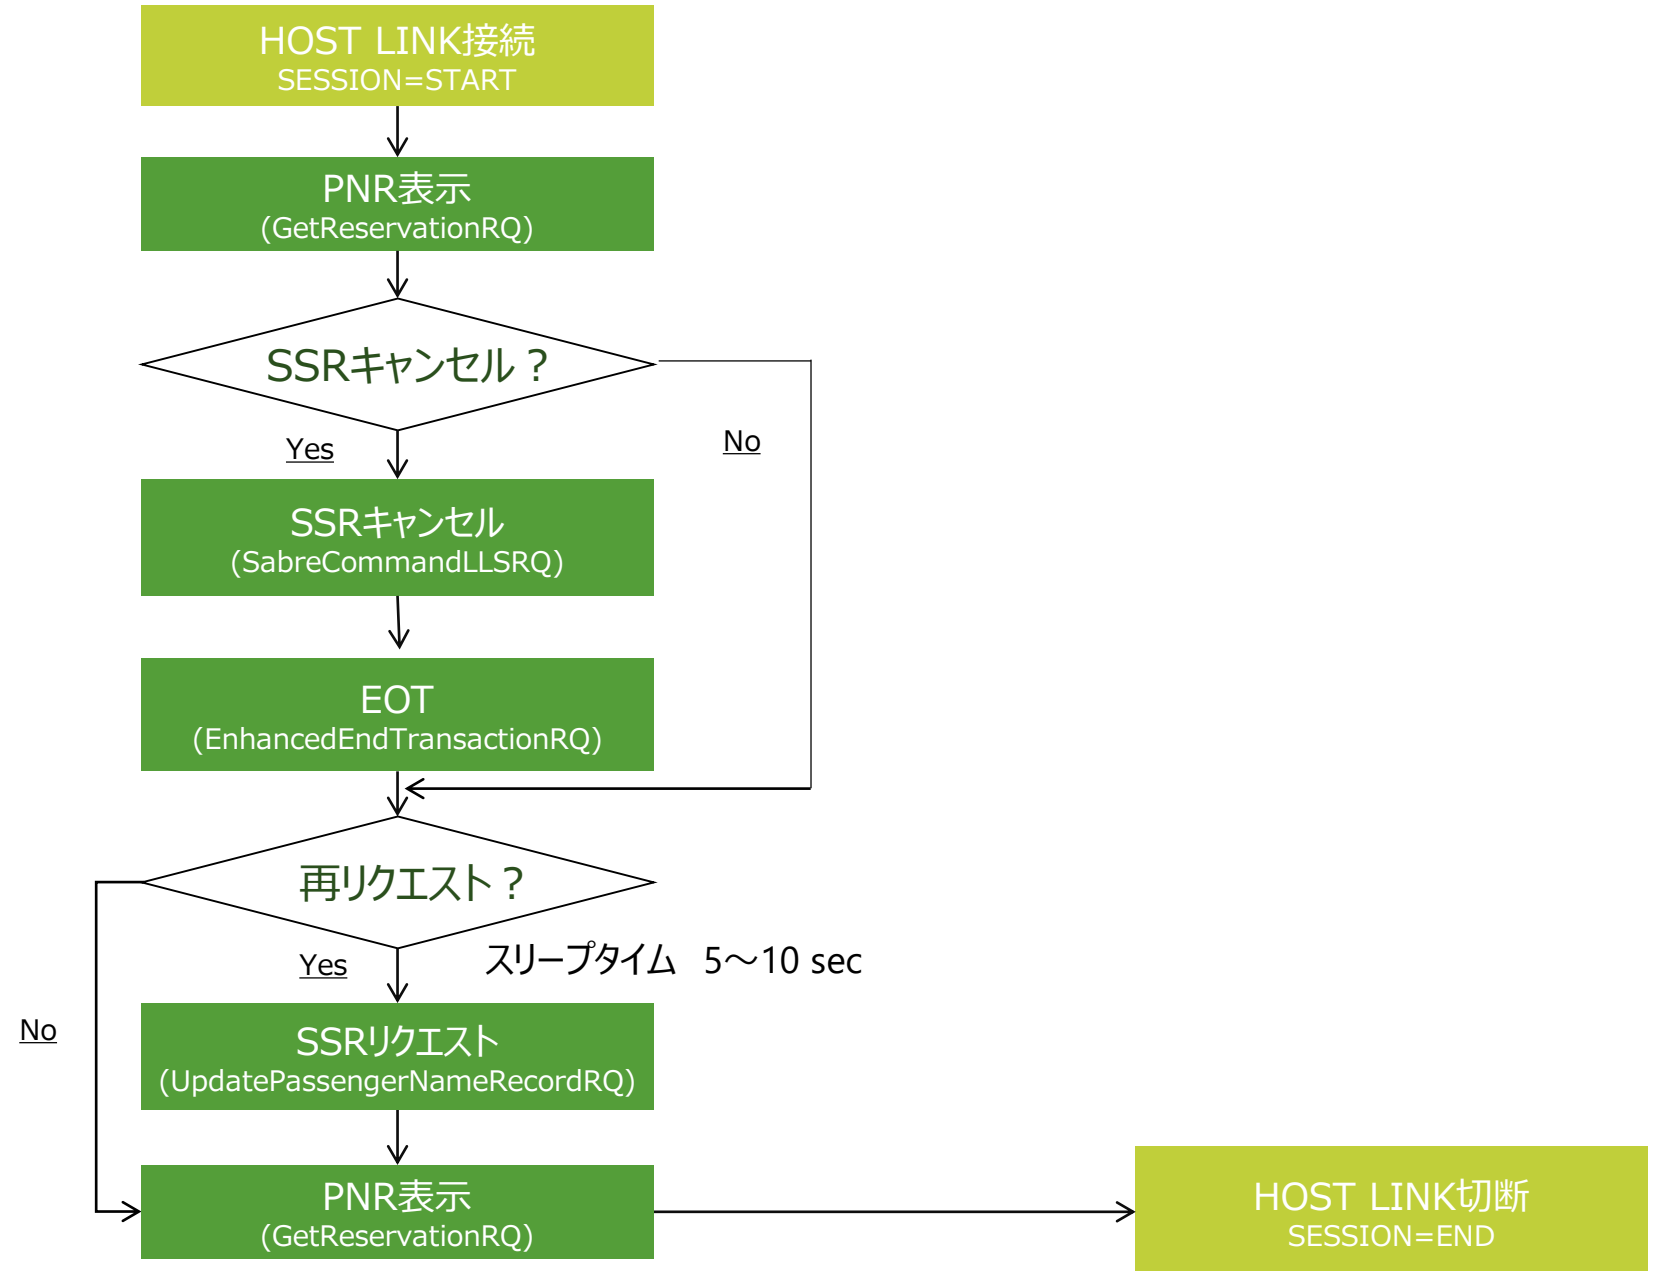 HOST LINK接続
SESSION=START
PNR表示
(GetReservationRQ)
SSRキャンセル？
Yes
No
SSRキャンセル
(SabreCommandLLSRQ)
EOT
(EnhancedEndTransactionRQ)
再リクエスト？
Yes
スリープタイム 5～10 sec
No
SSRリクエスト
(UpdatePassengerNameRecordRQ)
PNR表示
(GetReservationRQ)
HOST LINK切断
SESSION=END